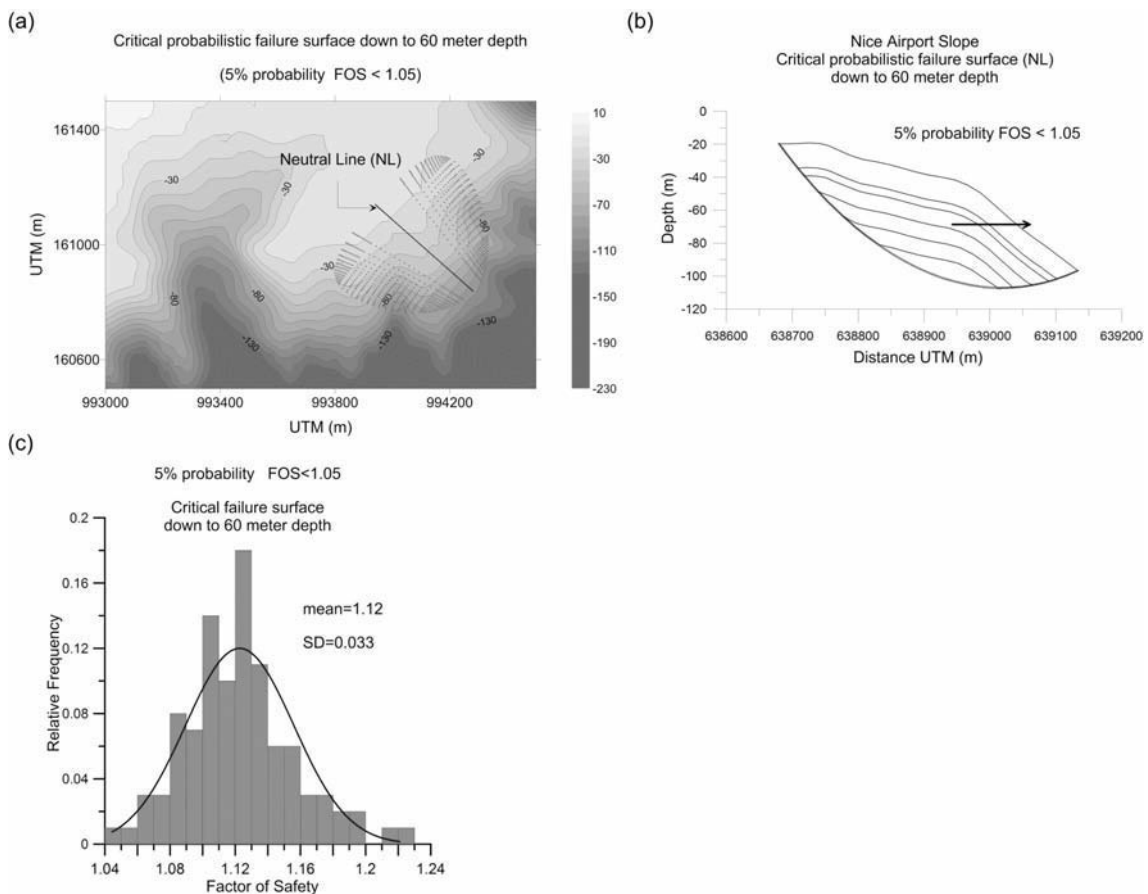 (a)
Critical probabilistic failure surface down to 60 meter depth
(5% probability FOS < 1.05)
161400
161000
160600
UTM (m)
993000
993400
993800
994200
UTM (m)
Neutral Line (NL)
-30
-30
-30
-80
-30
-80
-80
-80
-130
-130
-130
10
-30
-70
-110
-150
-190
-230
(b)
Nice Airport Slope
Critical probabilistic failure surface (NL)
down to 60 meter depth
5% probability FOS < 1.05
0
-20
-40
-60
-80
-100
-120
Depth (m)
638600
638700
638800
638900
639000
639100
639200
Distance UTM (m)
(c)
5% probability FOS<1.05
Critical failure surface
down to 60 meter depth
0.2
0.16
0.12
0.08
0.04
0
Relative Frequency
mean=1.12
SD=0.033
1.04
1.08
1.12
1.16
1.2
1.24
Factor of Safety